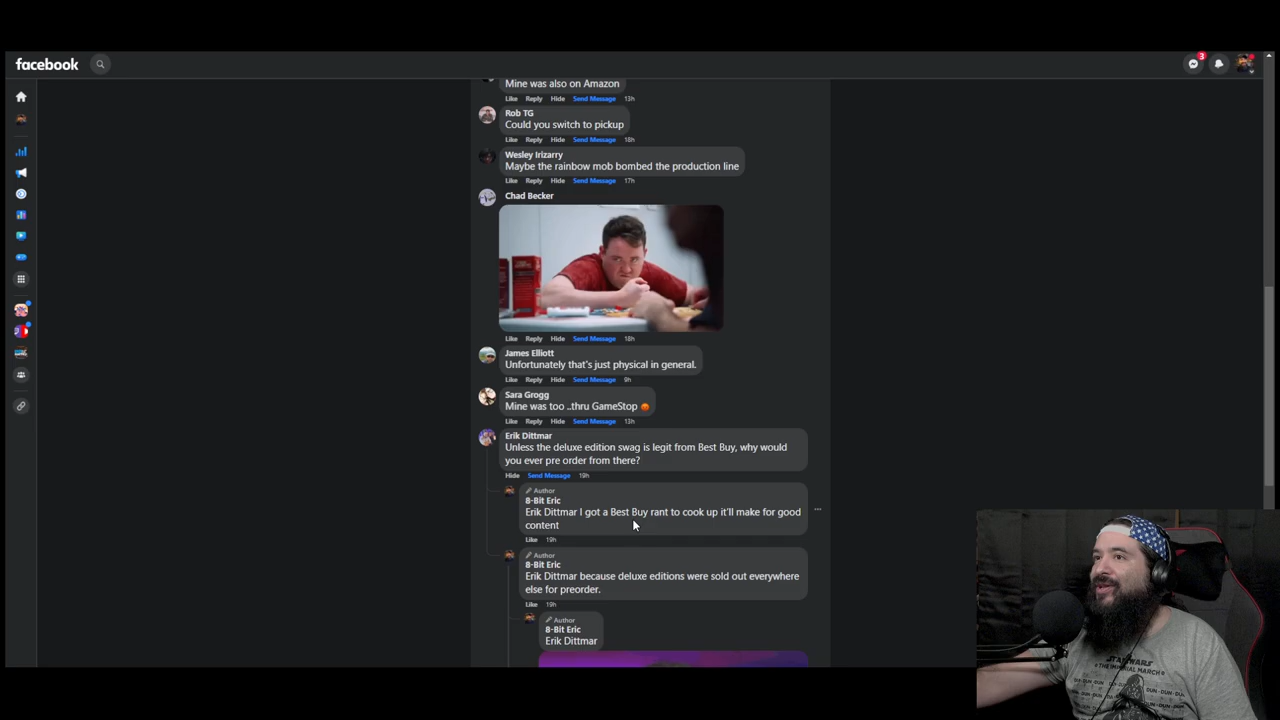 facebook
3
Mine was also on Amazon
Like Reply Hide Send Message 13h
Rob TG
Could you switch to pickup
Like Reply Hide Send Message 18h
Wesley Irizarry
Maybe the rainbow mob bombed the production line
Like Reply Hide Send Message 17h
Chad Becker
Like Reply Hide Send Message 18h
James Elliott
Unfortunately that's just physical in general.
Like Reply Hide Send Message 9h
Sara Grogg
Mine was too ..thru GameStop
Like Reply Hide Send Message 13h
Erik Dittmar
Unless the deluxe edition swag is legit from Best Buy, why would
you ever pre order from there?
Hide Send Message 19h
Author
8-Bit Eric
Erik Dittmar I got a Best Buy rant to cook up it'll make for good
content
Like 19h
Author
8-Bit Eric
Erik Dittmar because deluxe editions were sold out everywhere
else for preorder.
Like 19h
Author
8-Bit Eric
Erik Dittmar
STAR WARS
* THE IMPERIAL MARCH *